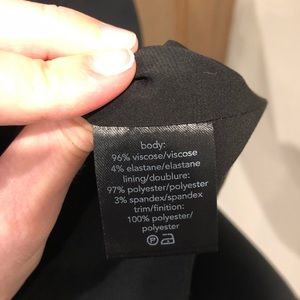 body:
96% viscose/viscose
4% elastane/elastane
lining/doublure:
97% polyester/polyester
3% spandex/spandex
trim/finition:
100% polyester/
polyester
P